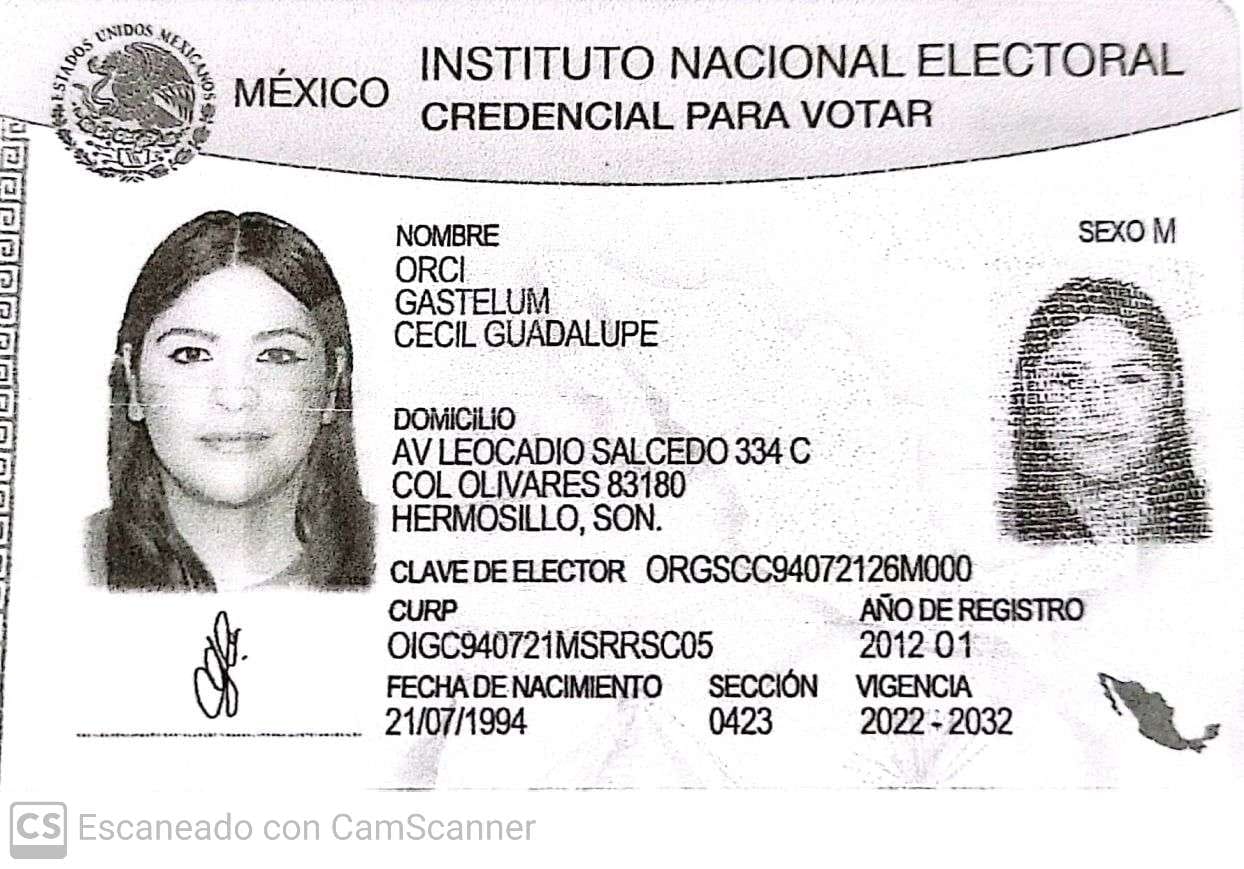 ESTADOS UNIDOS MEXICANOS
MÉXICO
INSTITUTO NACIONAL ELECTORAL
CREDENCIAL PARA VOTAR
NOMBRE
ORCI
GASTELUM
CECIL GUADALUPE
SEXO M
DOMICILIO
AV LEOCADIO SALCEDO 334 C
COL OLIVARES 83180
HERMOSILLO, SON.
CLAVE DE ELECTOR ORGSCC94072126M000
CURP
OIGC940721MSRRSC05
AÑO DE REGISTRO
2012 01
FECHA DE NACIMIENTO
21/07/1994
SECCIÓN
0423
VIGENCIA
2022 - 2032
CS Escaneado con CamScanner